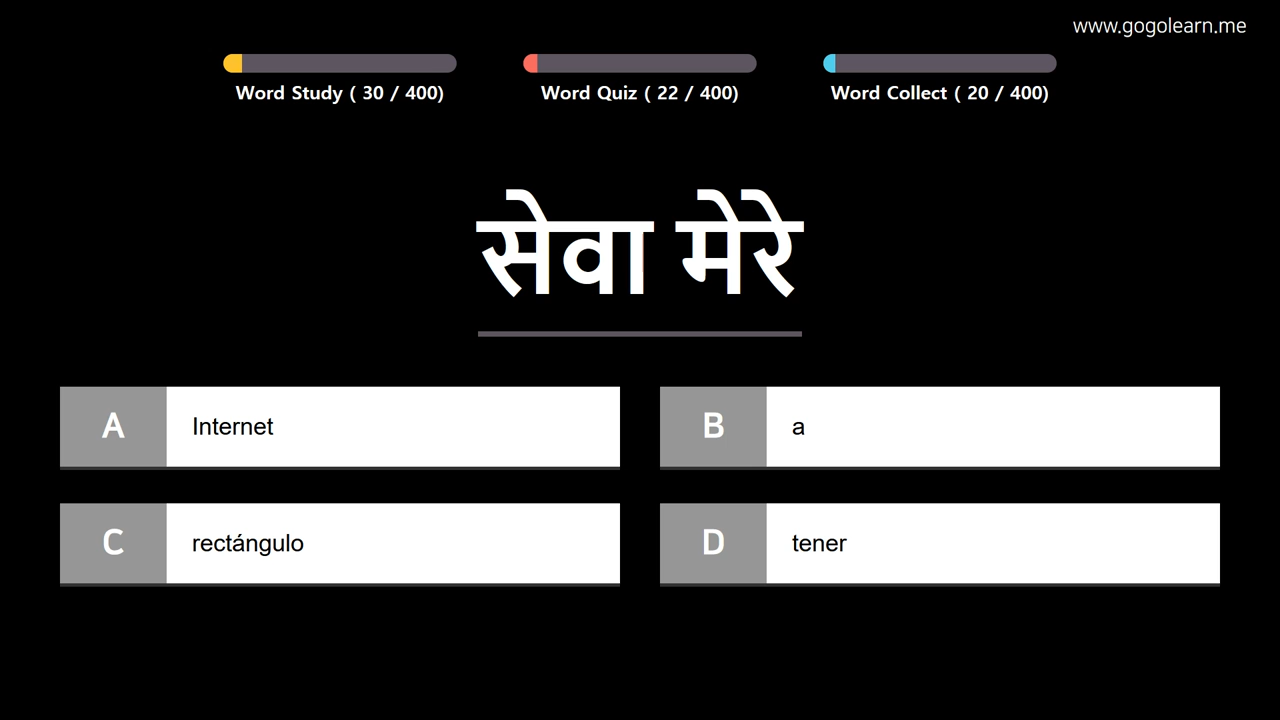 www.gogolearn.me
Word Study ( 30 / 400)
Word Quiz ( 22 / 400)
Word Collect ( 20 / 400)
सेवा मेरे
A Internet
B a
C rectángulo
D tener